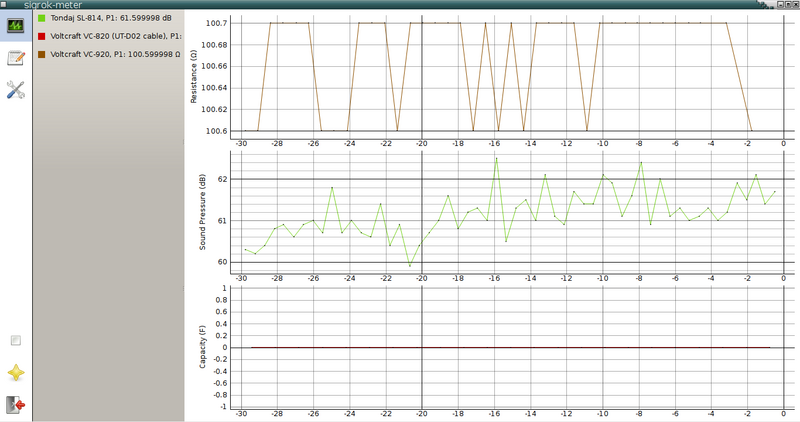 sigrok-meter
Tondaj SL-814, P1: 61.599998 dB
Voltcraft VC-820 (UT-D02 cable), P1:
Voltcraft VC-920, P1: 100.599998 Ω
Resistance (Ω)
100.7
100.68
100.66
100.64
100.62
100.6
-30 -28 -26 -24 -22 -20 -18 -16 -14 -12 -10 -8 -6 -4 -2 0
Sound Pressure (dB)
62
61
60
-30 -28 -26 -24 -22 -20 -18 -16 -14 -12 -10 -8 -6 -4 -2 0
Capacity (F)
1
0.8
0.6
0.4
0.2
0
-0.2
-0.4
-0.6
-0.8
-1
-30 -28 -26 -24 -22 -20 -18 -16 -14 -12 -10 -8 -6 -4 -2 0